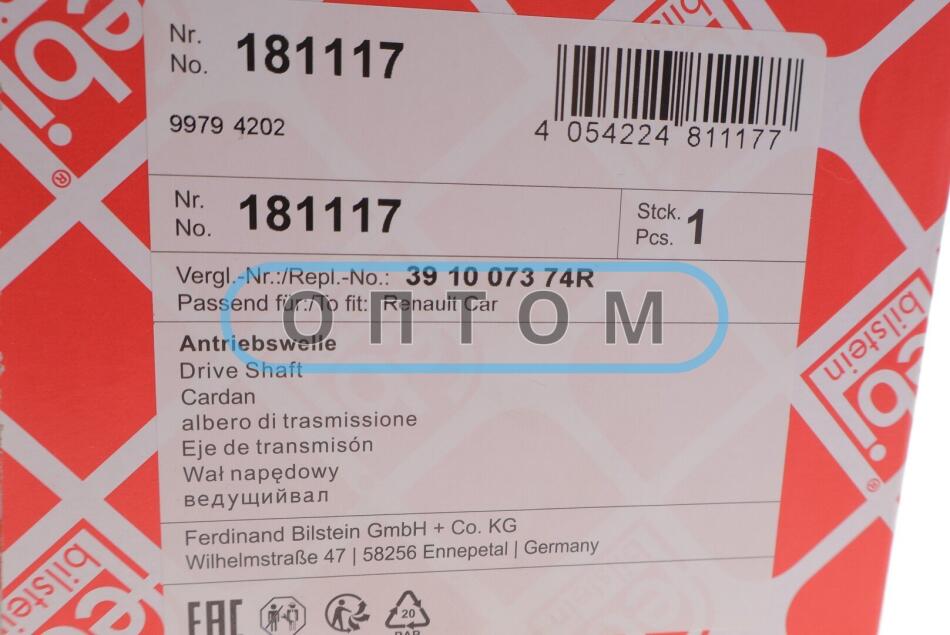 Nr.
No. 181117
9979 4202
4 054224 811177
Nr.
No. 181117
Stck.
Pcs. 1
Vergl.-Nr.:/Repl.-No.: 39 10 073 74R
Passend für:/To fit: Renault Car
ОПТОМ
Antriebswelle
Drive Shaft
Cardan
albero di trasmissione
Eje de transmisón
Wał napędowy
ведущийвал
Ferdinand Bilstein GmbH + Co. KG
Wilhelmstraße 47 | 58256 Ennepetal | Germany
EAC
20
PAP
febi
bilstein
®
bilstein